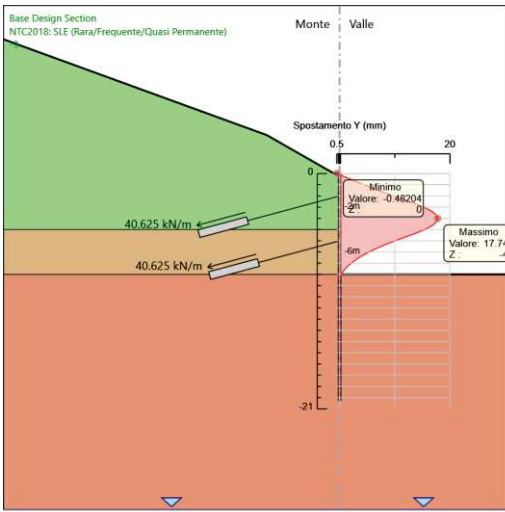 Base Design Section
NTC2018: SLE (Rara/Frequente/Quasi Permanente)
Monte
Valle
Spostamento Y (mm)
0.5
20
0
Minimo
Valore: -0.48204
Z : 0
-2m
40.625 kN/m
Massimo
Valore: 17.74
Z :
-6m
40.625 kN/m
-21